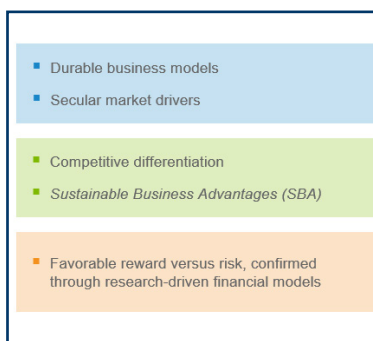 Durable business models
Secular market drivers
Competitive differentiation
Sustainable Business Advantages (SBA)
Favorable reward versus risk, confirmed
through research-driven financial models